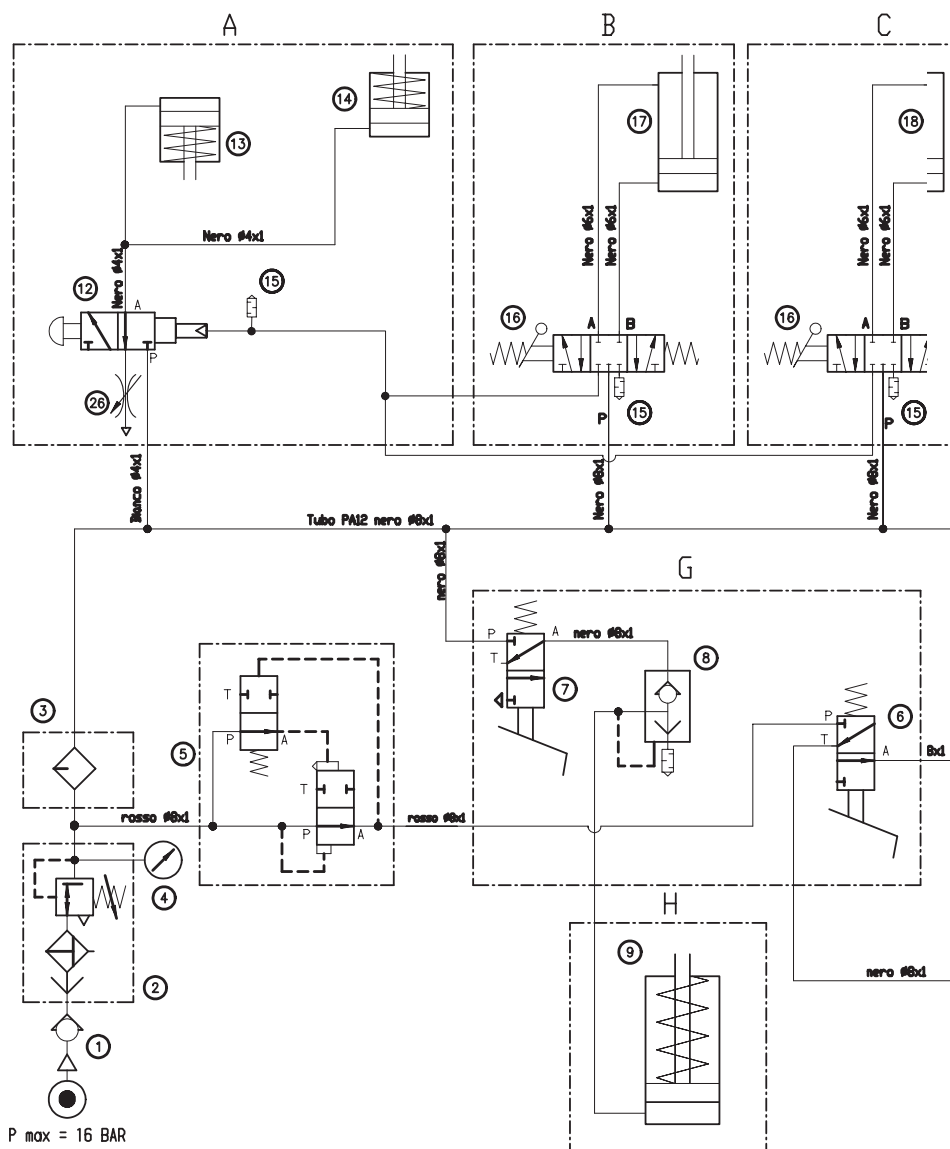 A
B
C
14
17
18
13
Nero Ø4x1
Nero Ø4x1
Nero Ø6x1
Nero Ø6x1
Nero Ø6x1
Nero Ø6x1
12
A
15
16
A
B
16
A
B
P
26
15
15
P
P
Bianco Ø4x1
Nero Ø8x1
Nero Ø8x1
Tubo PA12 nero Ø8x1
nero Ø8x1
G
P
A
nero Ø8x1
T
8
7
3
T
P
6
5
P
A
T
A
8x1
T
rosso Ø8x1
P
A
rosso Ø8x1
4
H
9
nero Ø8x1
2
1
P max = 16 BAR